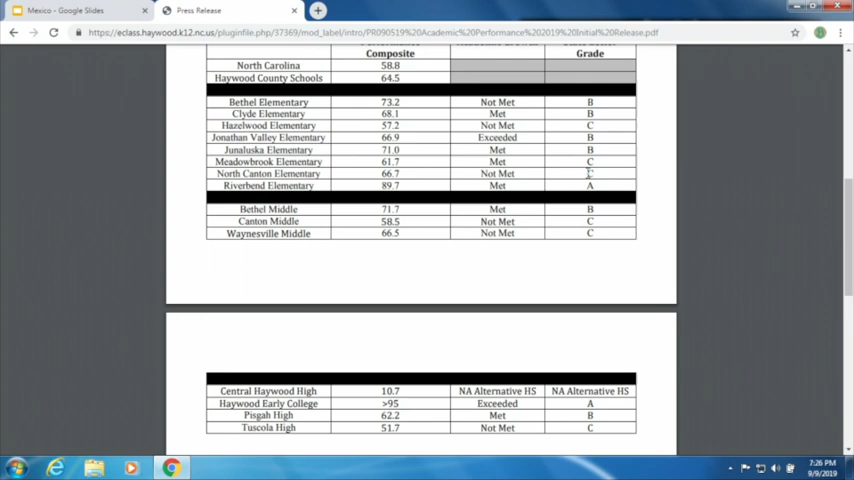 Mexico - Google Slides
Press Release
https://eclass.haywood.k12.nc.us/pluginfile.php/37369/mod_label/intro/PR090519%20Academic%20Performance%202019%20Initial%20Release.pdf
Composite Grade
North Carolina 58.8
Haywood County Schools 64.5
Bethel Elementary 73.2 Not Met B
Clyde Elementary 68.1 Met B
Hazelwood Elementary 57.2 Not Met C
Jonathan Valley Elementary 66.9 Exceeded B
Junaluska Elementary 71.0 Met B
Meadowbrook Elementary 61.7 Met C
North Canton Elementary 66.7 Not Met C
Riverbend Elementary 89.7 Met A
Bethel Middle 71.7 Met B
Canton Middle 58.5 Not Met C
Waynesville Middle 66.5 Not Met C
Central Haywood High 10.7 NA Alternative HS NA Alternative HS
Haywood Early College >95 Exceeded A
Pisgah High 62.2 Met B
Tuscola High 51.7 Not Met C
7:26 PM
9/9/2019